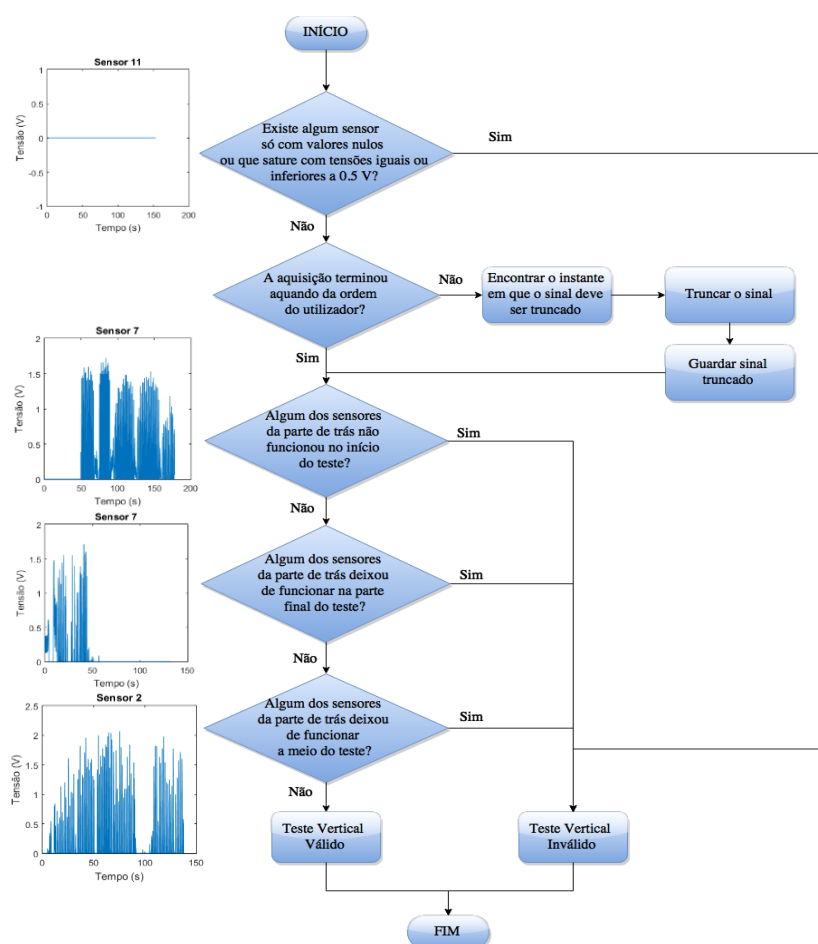 INÍCIO
Sensor 11
Tensão (V)
1
0.5
0
-0.5
-1
0
50
100
150
200
Tempo (s)
Existe algum sensor
só com valores nulos
ou que sature com tensões iguais ou
inferiores a 0.5 V?
Sim
Não
A aquisição terminou
aquando da ordem
do utilizador?
Não
Encontrar o instante
em que o sinal deve
ser truncado
Truncar o sinal
Guardar sinal
truncado
Sim
Sensor 7
Tensão (V)
2
1.5
1
0.5
0
0
50
100
150
200
Tempo (s)
Algum dos sensores
da parte de trás não
funcionou no início
do teste?
Sim
Não
Sensor 7
Tensão (V)
2
1.5
1
0.5
0
0
50
100
150
Tempo (s)
Algum dos sensores
da parte de trás deixou
de funcionar na parte
final do teste?
Sim
Não
Sensor 2
Tensão (V)
2.5
2
1.5
1
0.5
0
0
50
100
150
Tempo (s)
Algum dos sensores
da parte de trás deixou
de funcionar
a meio do teste?
Sim
Não
Teste Vertical
Válido
Teste Vertical
Inválido
FIM